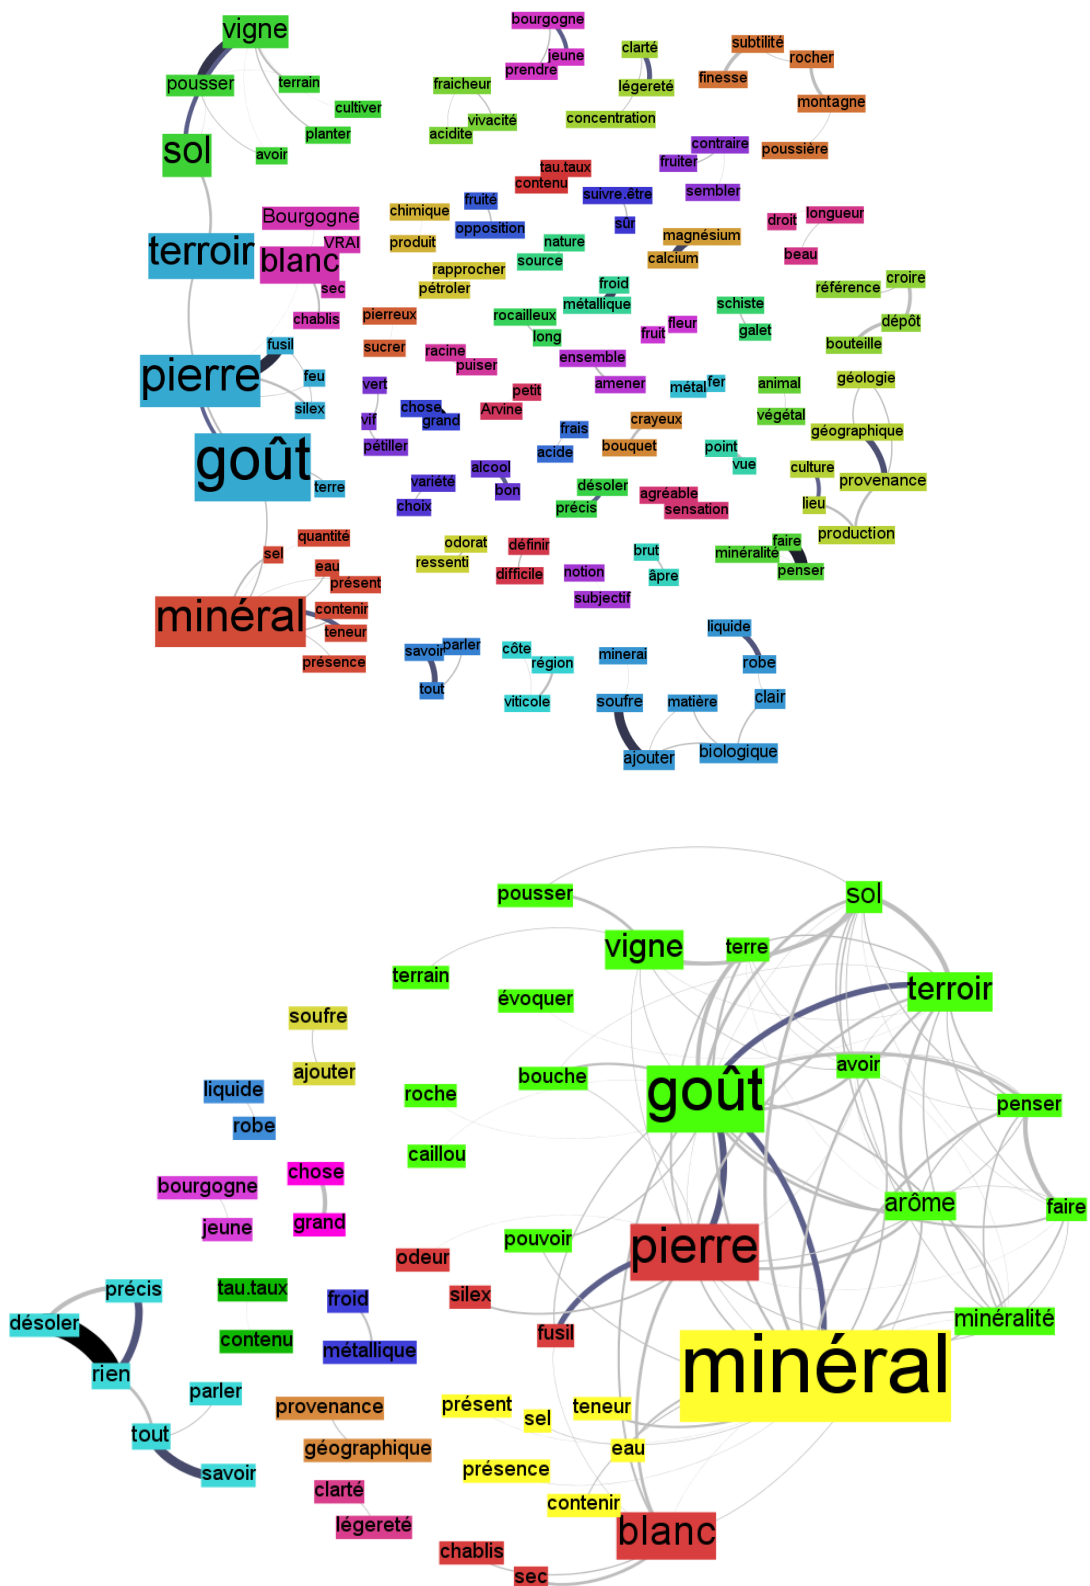 bourgogne
vigne
clarté
subtilité
jeune
rocher
prendre
légereté
finesse
pousser
terrain
fraicheur
cultiver
vivacité
concentration
montagne
acidite
planter
contraire
sol
avoir
fruiter
poussière
tau.taux
contenu
suivre.être
sembler
fruité
Bourgogne
chimique
droit
longueur
opposition
sûr
magnésium
VRAI
produit
nature
terroir
blanc
source
calcium
beau
rapprocher
croire
sec
pétroler
froid
référence
métallique
schiste
chablis
pierreux
rocailleux
fleur
dépôt
fusil
long
fruit
galet
bouteille
sucrer
racine
ensemble
puiser
pierre
feu
vert
petit
amener
métal
fer
animal
géologie
silex
chose
Arvine
grand
crayeux
végétal
vif
frais
géographique
pétiller
bouquet
acide
point
goût
alcool
vue
culture
variété
bon
désoler
provenance
terre
choix
précis
agréable
lieu
sensation
quantité
odorat
définir
faire
production
sel
ressenti
brut
minéralité
eau
difficile
notion
âpre
penser
présent
minéral
contenir
subjectif
teneur
liquide
savoir
parler
côte
minerai
présence
région
robe
tout
viticole
soufre
matière
clair
ajouter
biologique
pousser
sol
vigne
terre
terrain
terroir
évoquer
soufre
avoir
ajouter
bouche
liquide
goût
roche
penser
robe
caillou
chose
bourgogne
arôme
faire
jeune
grand
pouvoir
pierre
odeur
précis
tau.taux
froid
silex
minéralité
désoler
fusil
contenu
métallique
rien
minéral
parler
provenance
présent
teneur
sel
tout
géographique
eau
savoir
présence
clarté
contenir
légereté
blanc
chablis
sec